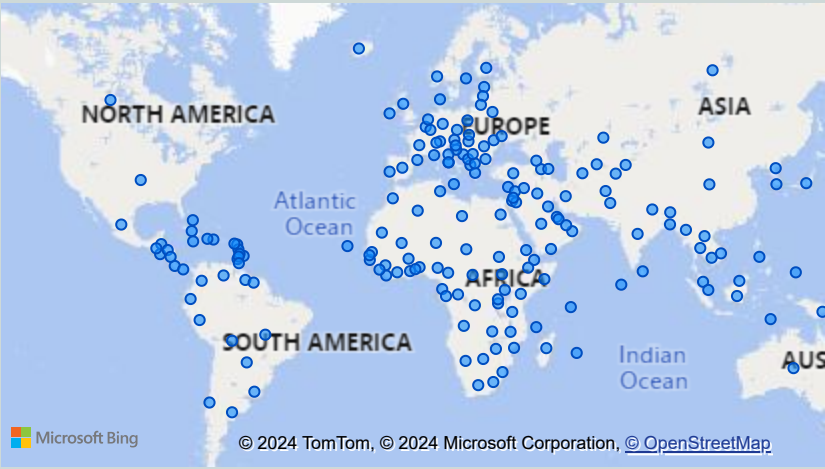 NORTH AMERICA
EUROPE
ASIA
Atlantic
Ocean
AFRICA
SOUTH AMERICA
Indian
Ocean
AUS
Microsoft Bing
© 2024 TomTom, © 2024 Microsoft Corporation, © OpenStreetMap